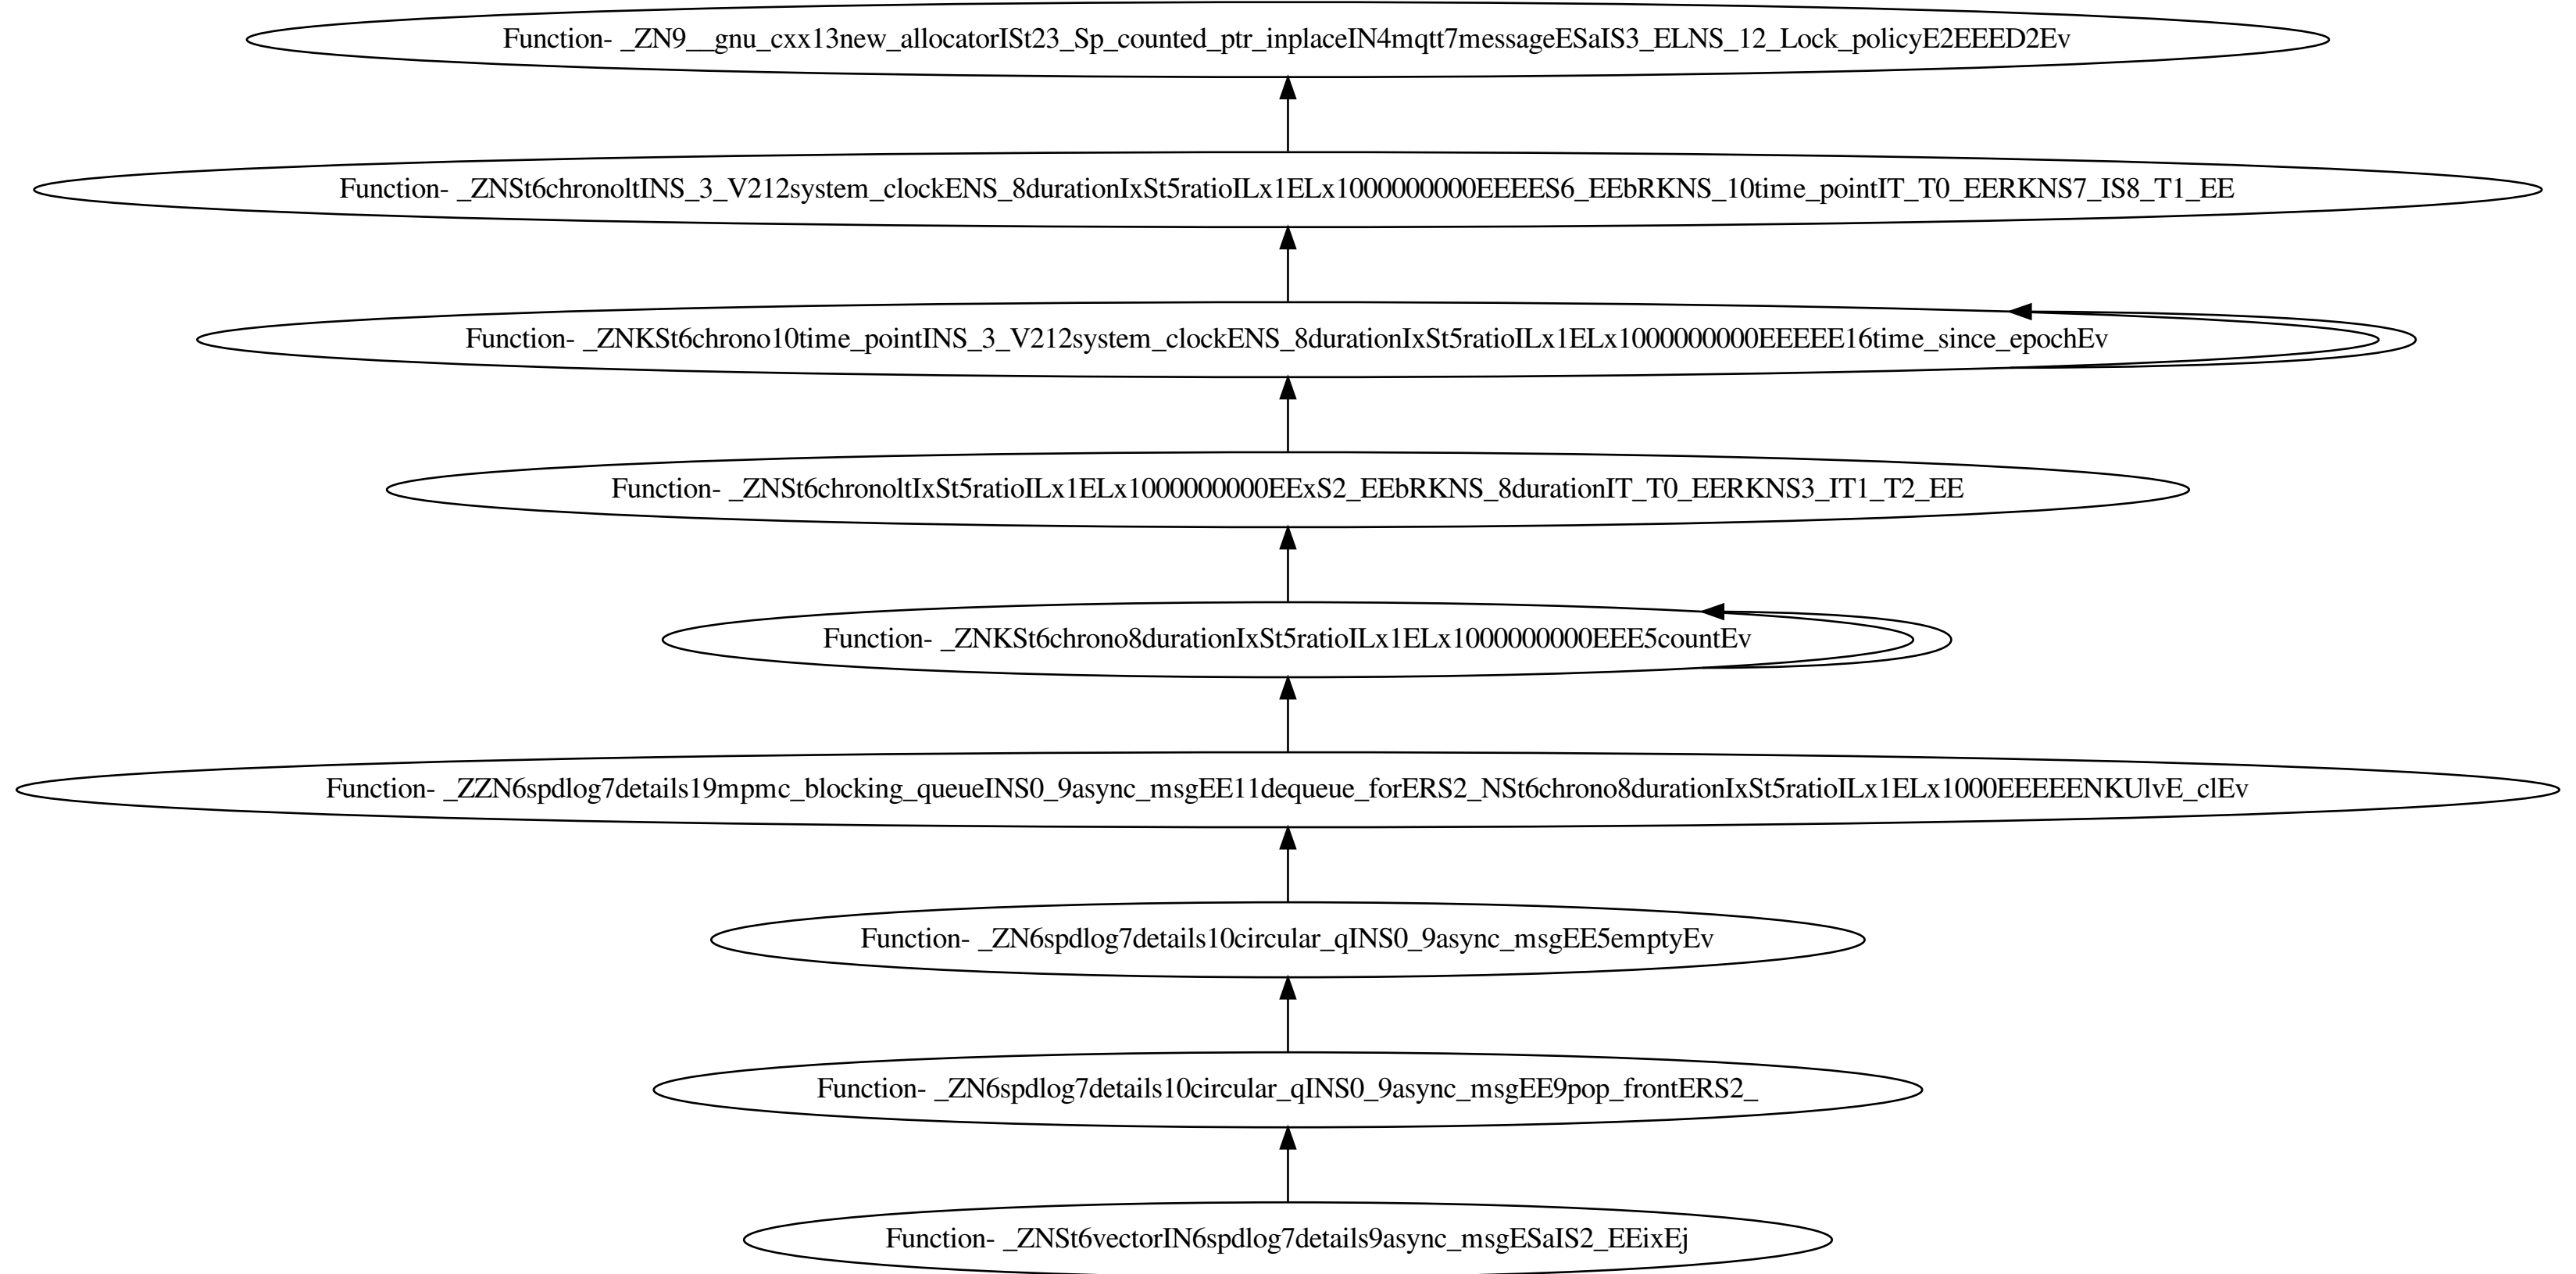 Function- _ZN9__gnu_cxx13new_allocatorISt23_Sp_counted_ptr_inplaceIN4mqtt7messageESaIS3_ELNS_12_Lock_policyE2EEED2Ev
Function- _ZNSt6chronoltINS_3_V212system_clockENS_8durationIxSt5ratioILx1ELx1000000000EEEES6_EEbRKNS_10time_pointIT_T0_EERKNS7_IS8_T1_EE
Function- _ZNKSt6chrono10time_pointINS_3_V212system_clockENS_8durationIxSt5ratioILx1ELx1000000000EEEEE16time_since_epochEv
Function- _ZNSt6chronoltIxSt5ratioILx1ELx1000000000EExS2_EEbRKNS_8durationIT_T0_EERKNS3_IT1_T2_EE
Function- _ZNKSt6chrono8durationIxSt5ratioILx1ELx1000000000EEE5countEv
Function- _ZZN6spdlog7details19mpmc_blocking_queueINS0_9async_msgEE11dequeue_forERS2_NSt6chrono8durationIxSt5ratioILx1ELx1000EEEEENKUlvE_clEv
Function- _ZN6spdlog7details10circular_qINS0_9async_msgEE5emptyEv
Function- _ZN6spdlog7details10circular_qINS0_9async_msgEE9pop_frontERS2_
Function- _ZNSt6vectorIN6spdlog7details9async_msgESaIS2_EEixEj